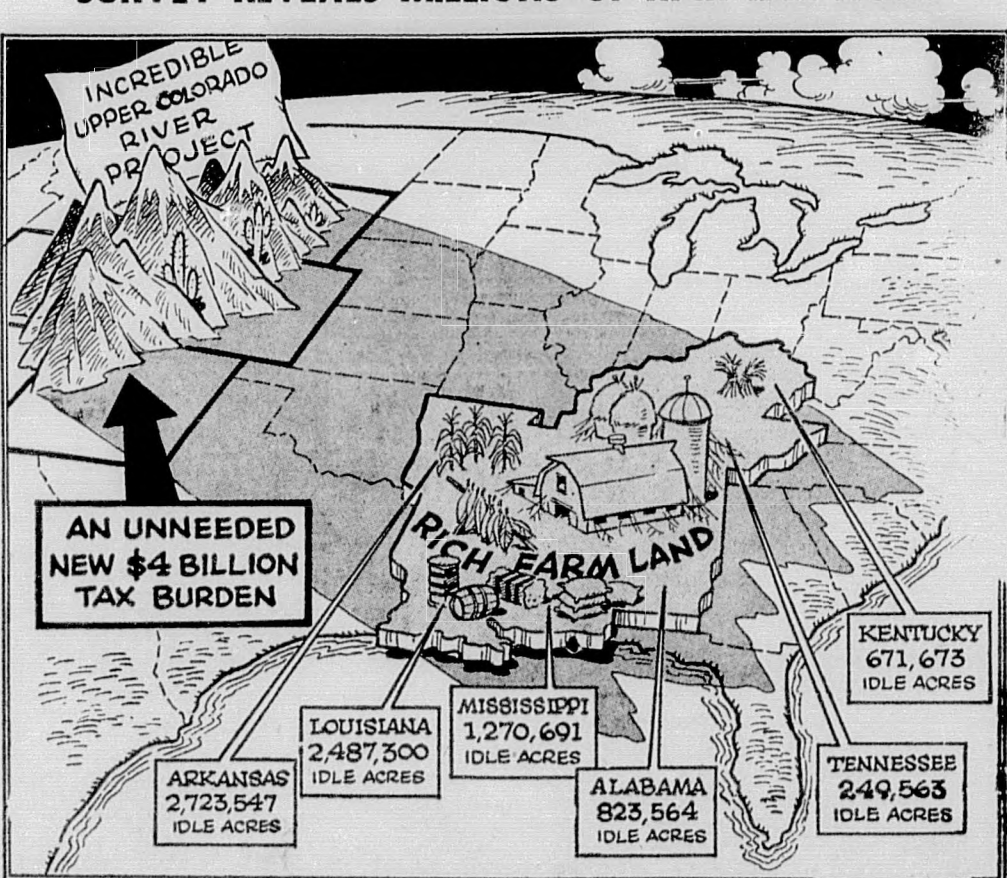 INCREDIBLE
UPPER COLORADO
RIVER
PROJECT
AN UNNEEDED
NEW $4 BILLION
TAX BURDEN
RICH FARM LAND
KENTUCKY
671,673
IDLE ACRES
MISSISSIPPI
1,270,691
IDLE ACRES
LOUISIANA
2,487,300
IDLE ACRES
TENNESSEE
249,563
IDLE ACRES
ARKANSAS
2,723,547
IDLE ACRES
ALABAMA
823,564
IDLE ACRES